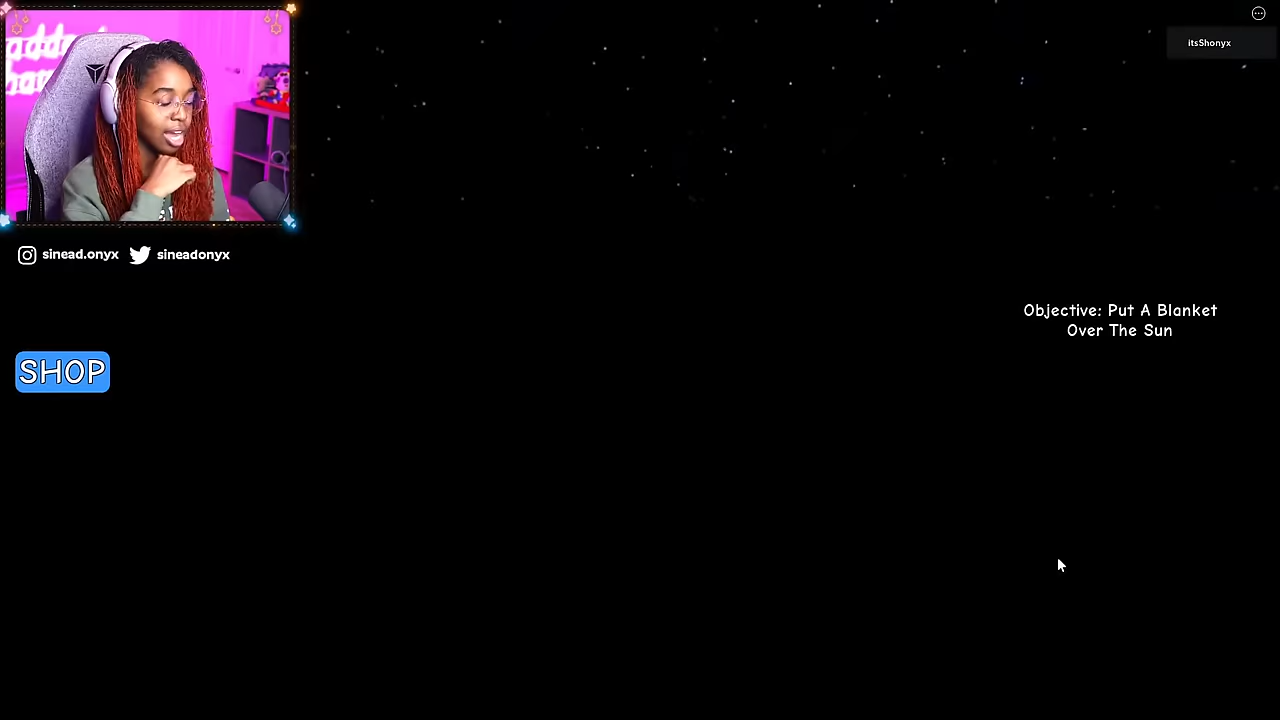 itsShonyx
sinead.onyx sineadonyx
Objective: Put A Blanket
Over The Sun
SHOP